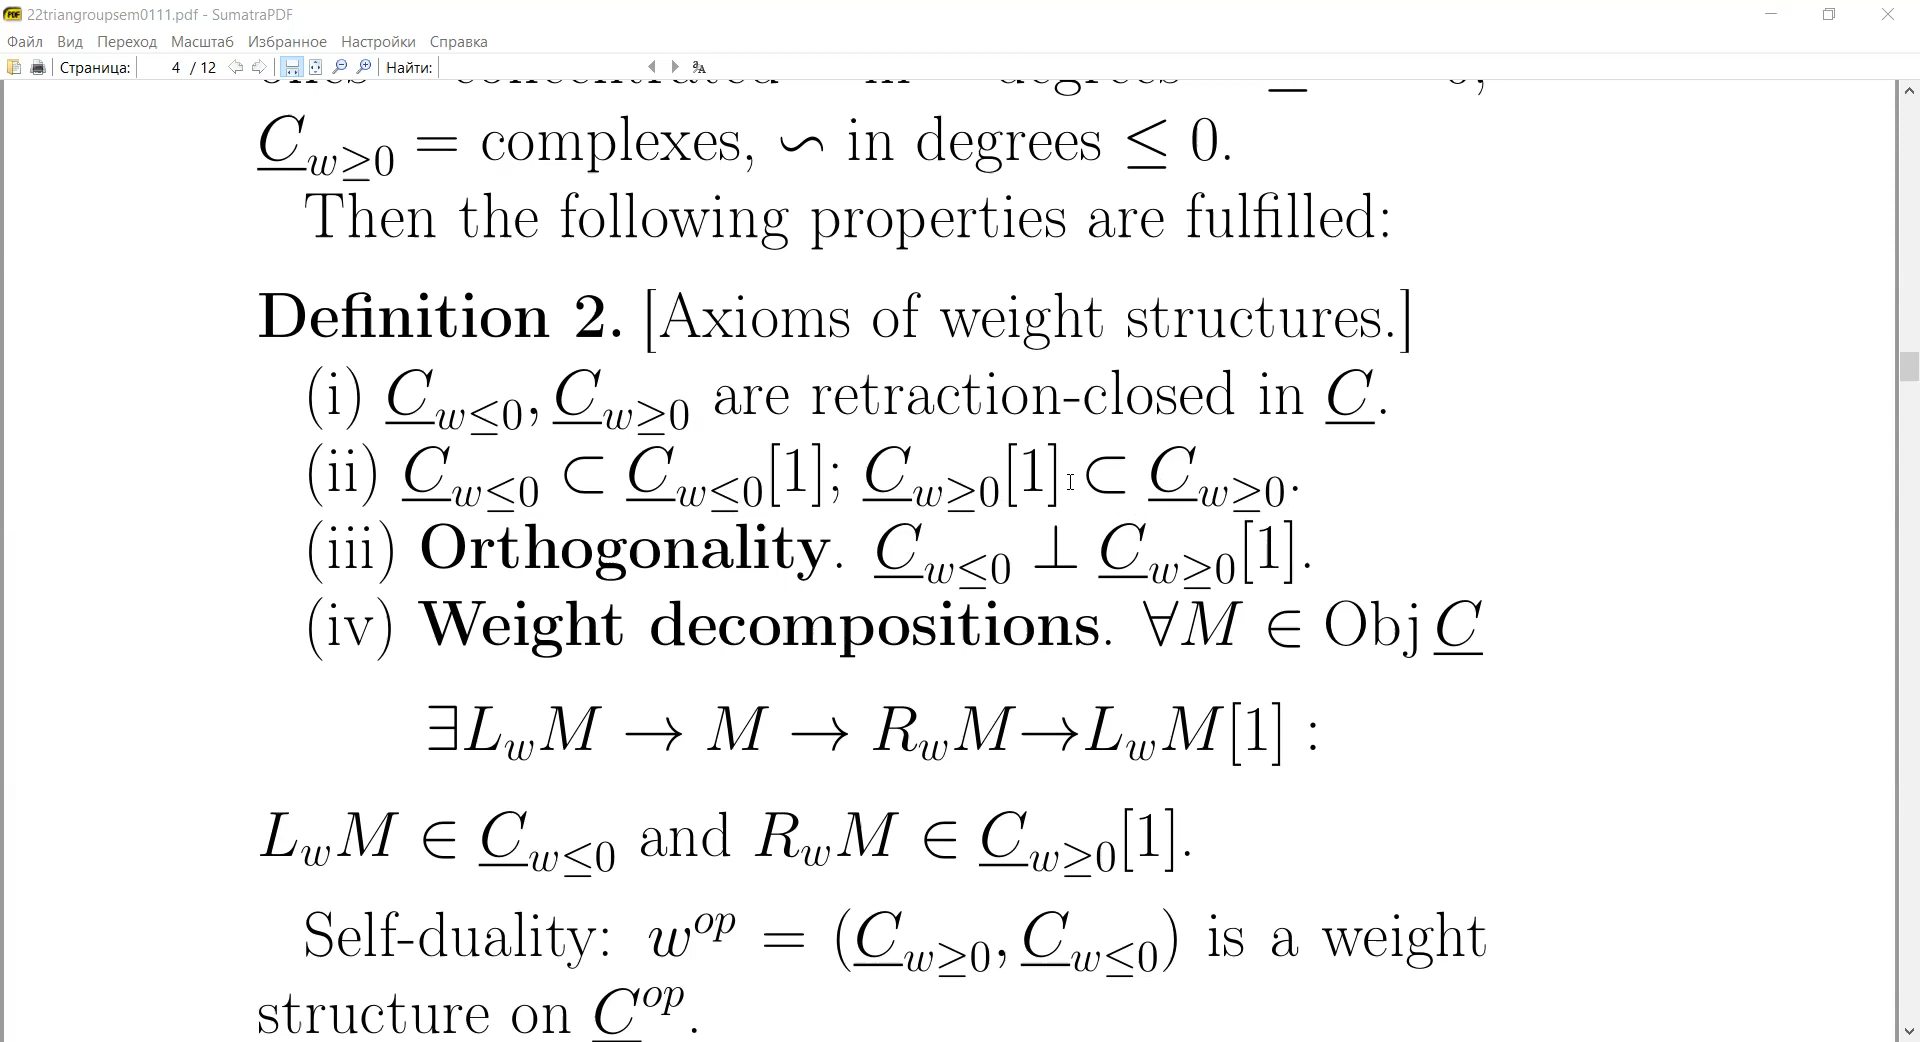 22triangroupsem0111.pdf - SumatraPDF
Файл Вид Переход Масштаб Избранное Настройки Справка
Страница: 4 / 12 Найти:
C_{w≥0} = complexes, ∽ in degrees ≤ 0.
Then the following properties are fulfilled:
Definition 2. [Axioms of weight structures.]
(i) C_{w≤0}, C_{w≥0} are retraction-closed in C.
(ii) C_{w≤0} ⊂ C_{w≤0}[1]; C_{w≥0}[1] ⊂ C_{w≥0}.
(iii) Orthogonality. C_{w≤0} ⊥ C_{w≥0}[1].
(iv) Weight decompositions. ∀M ∈ Obj C
∃L_wM → M → R_wM→L_wM[1] :
L_wM ∈ C_{w≤0} and R_wM ∈ C_{w≥0}[1].
Self-duality: w^{op} = (C_{w≥0}, C_{w≤0}) is a weight
structure on C^{op}.